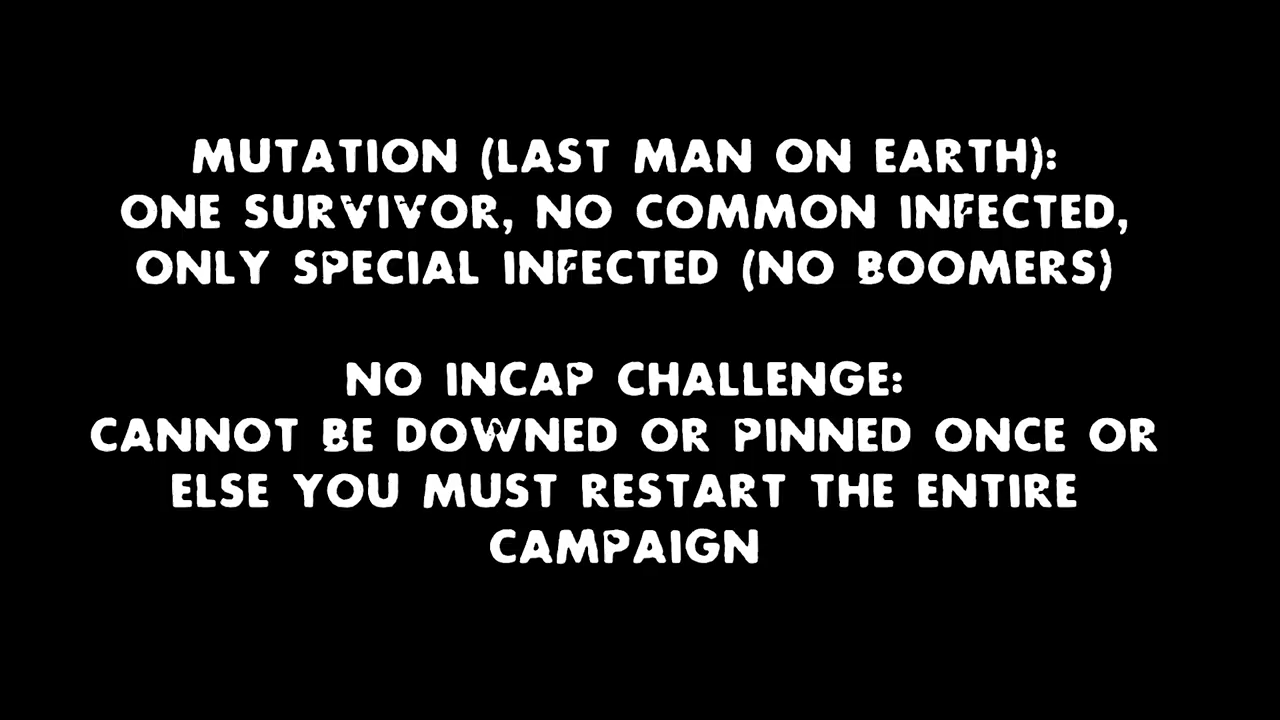 MUTATION (LAST MAN ON EARTH):
ONE SURVIVOR, NO COMMON INFECTED,
ONLY SPECIAL INFECTED (NO BOOMERS)
NO INCAP CHALLENGE:
CANNOT BE DOWNED OR PINNED ONCE OR
ELSE YOU MUST RESTART THE ENTIRE
CAMPAIGN